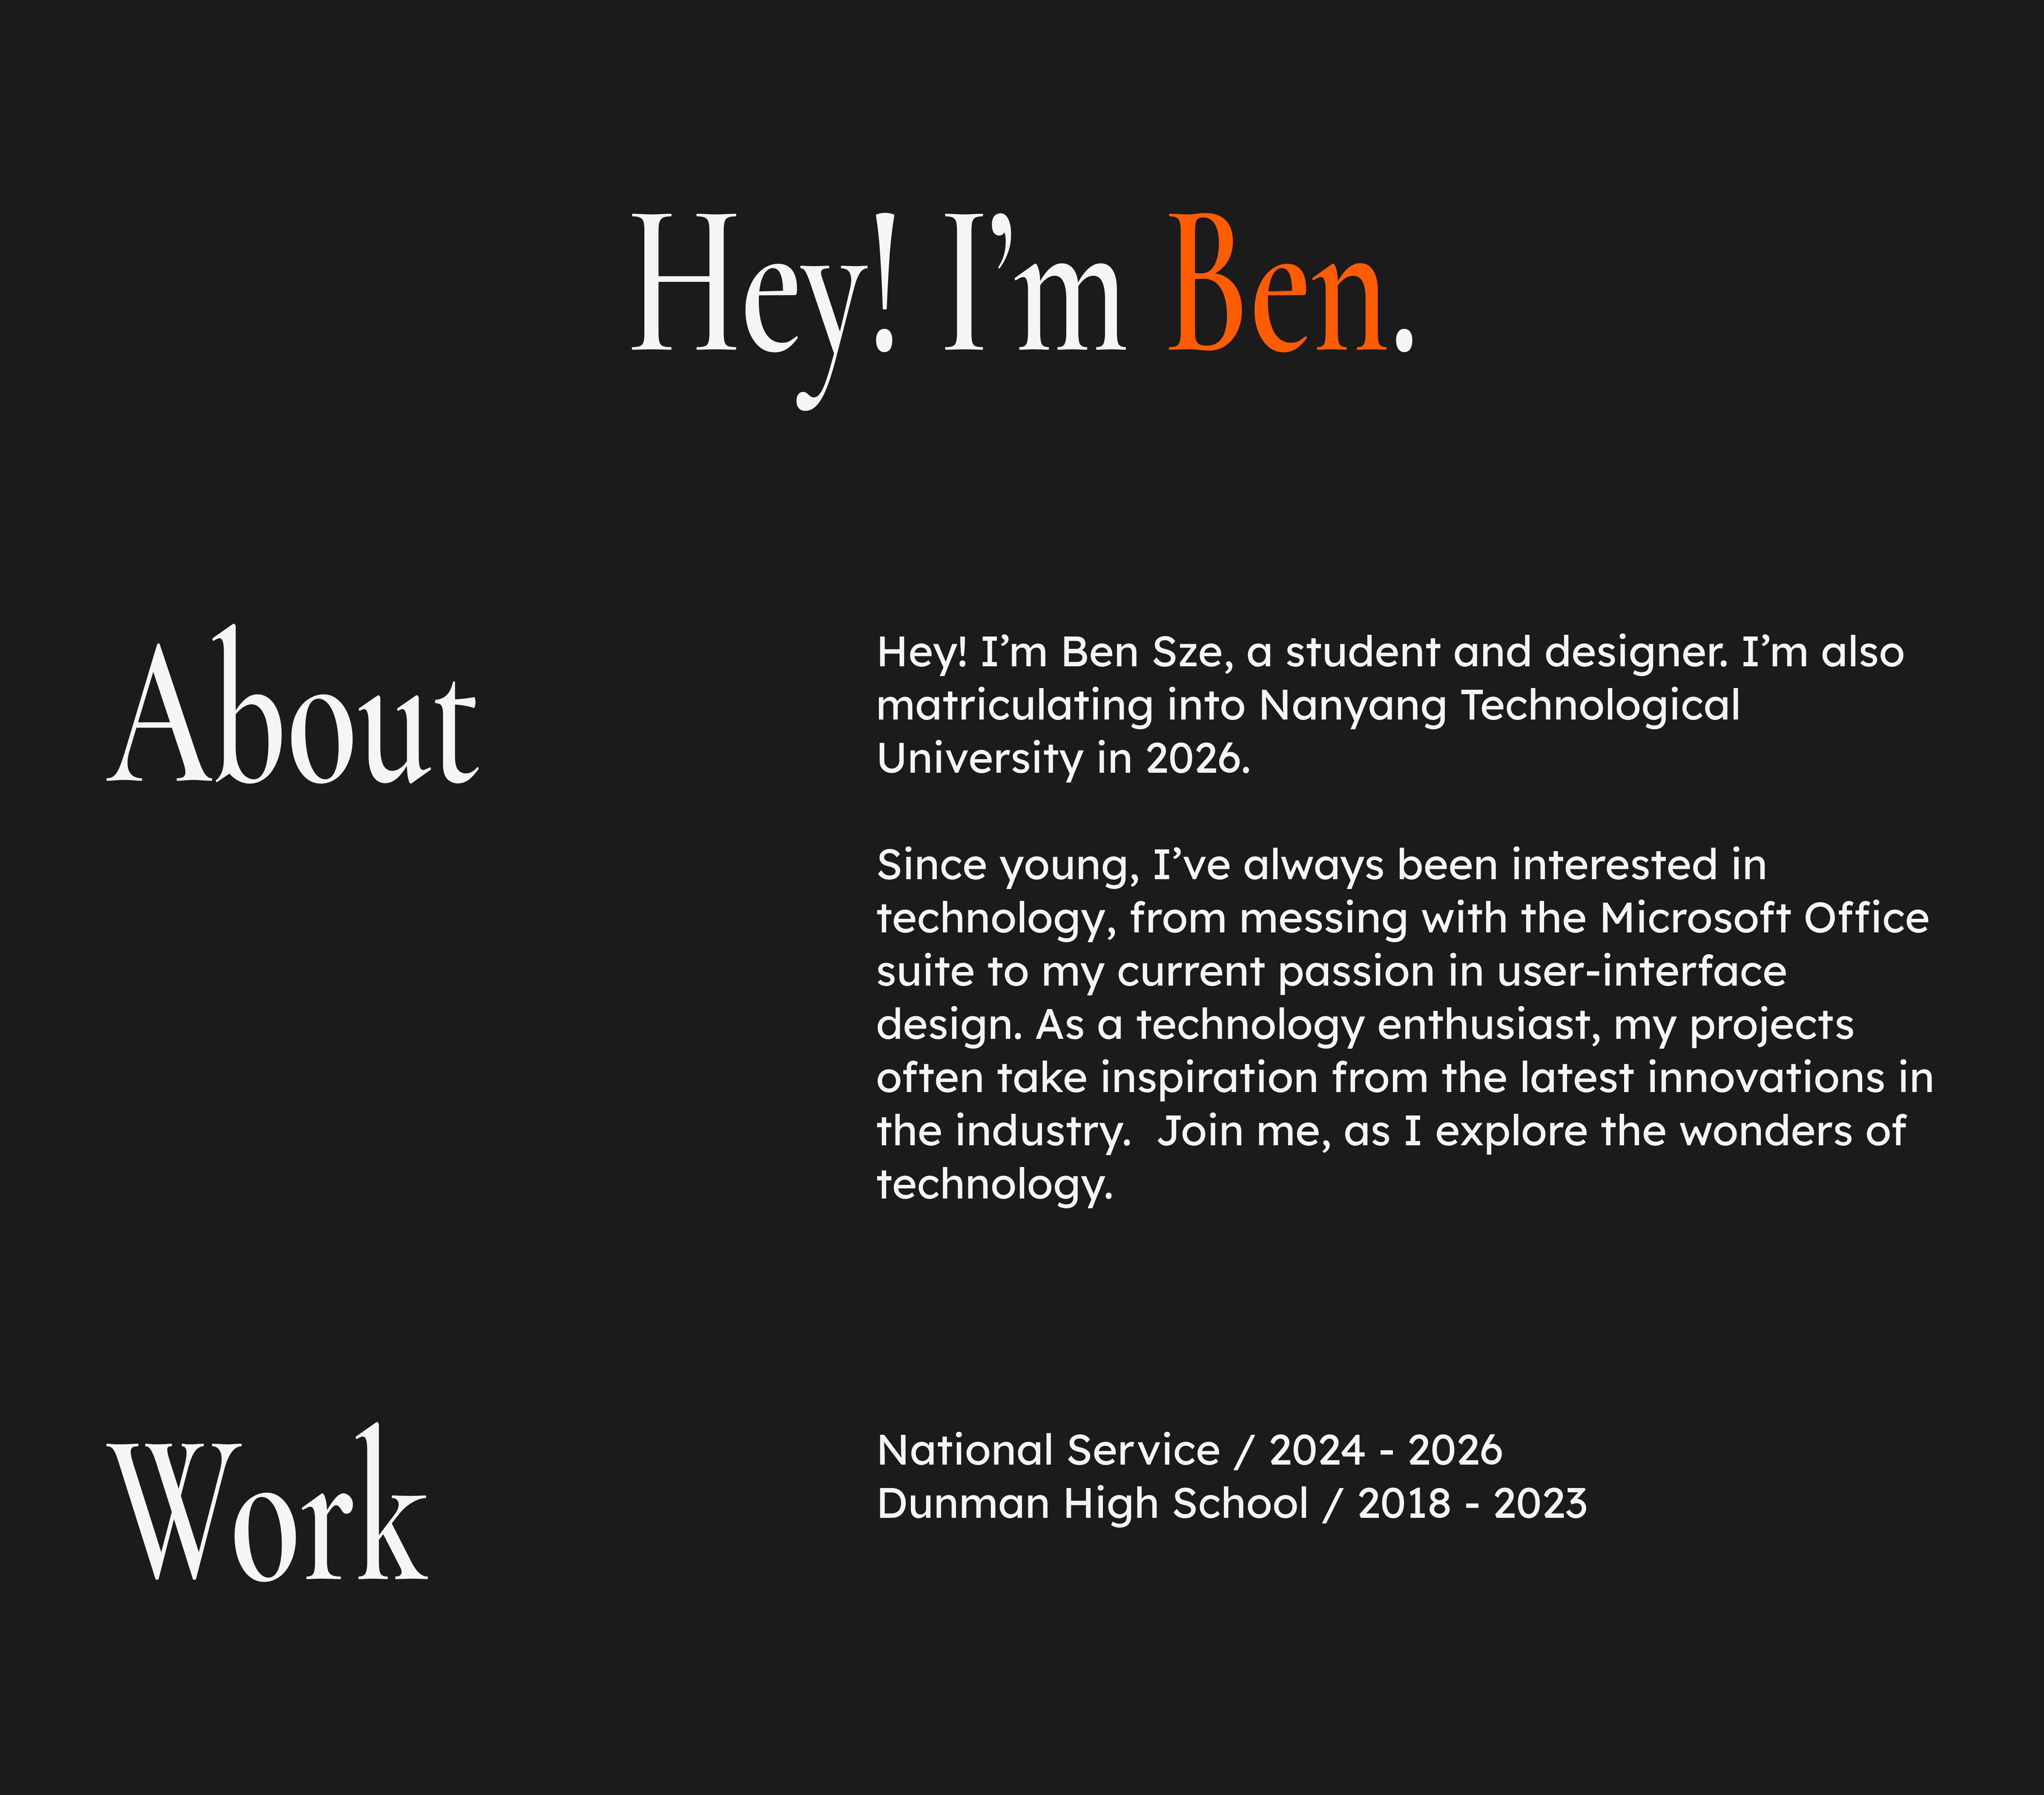 Hey! I’m Ben.
About
Hey! I’m Ben Sze, a student and designer. I’m also
matriculating into Nanyang Technological
University in 2026.
Since young, I’ve always been interested in
technology, from messing with the Microsoft Office
suite to my current passion in user-interface
design. As a technology enthusiast, my projects
often take inspiration from the latest innovations in
the industry.  Join me, as I explore the wonders of
technology.
Work
National Service / 2024 - 2026
Dunman High School / 2018 - 2023